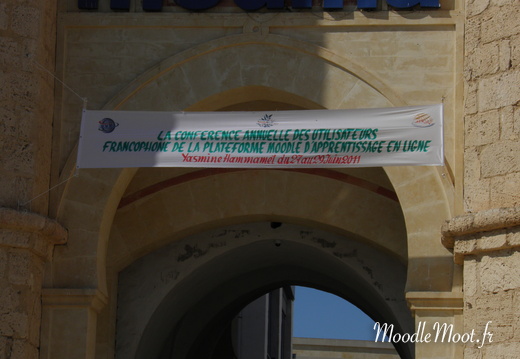 LA CONFERENCE ANNUELLE DES UTILISATEURS
FRANCOPHONE DE LA PLATEFORME MOODLE D'APPRENTISSAGE EN LIGNE
Yasmine Hammamet du 27 au 29 Juin 2011
MoodleMoot.fr